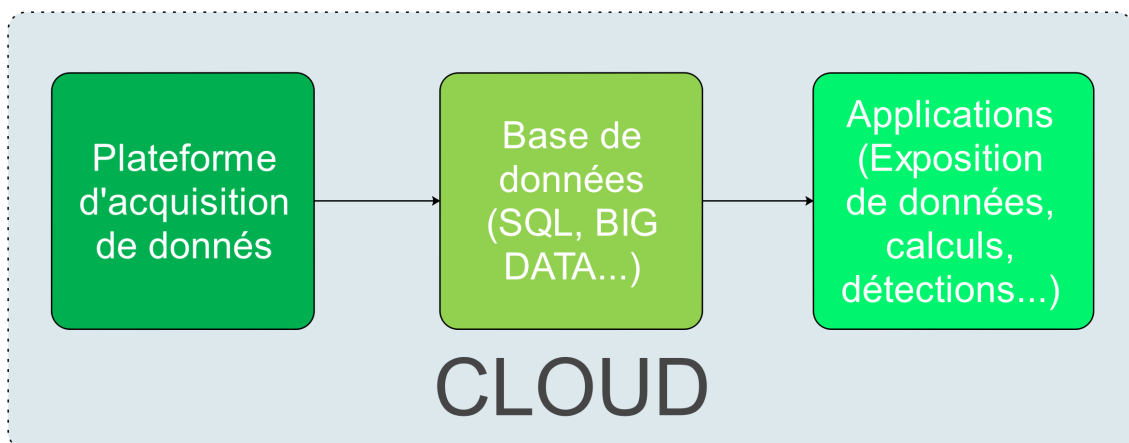 Plateforme
d'acquisition
de donnés
Base de
données
(SQL, BIG
DATA...)
Applications
(Exposition
de données,
calculs,
détections...)
CLOUD